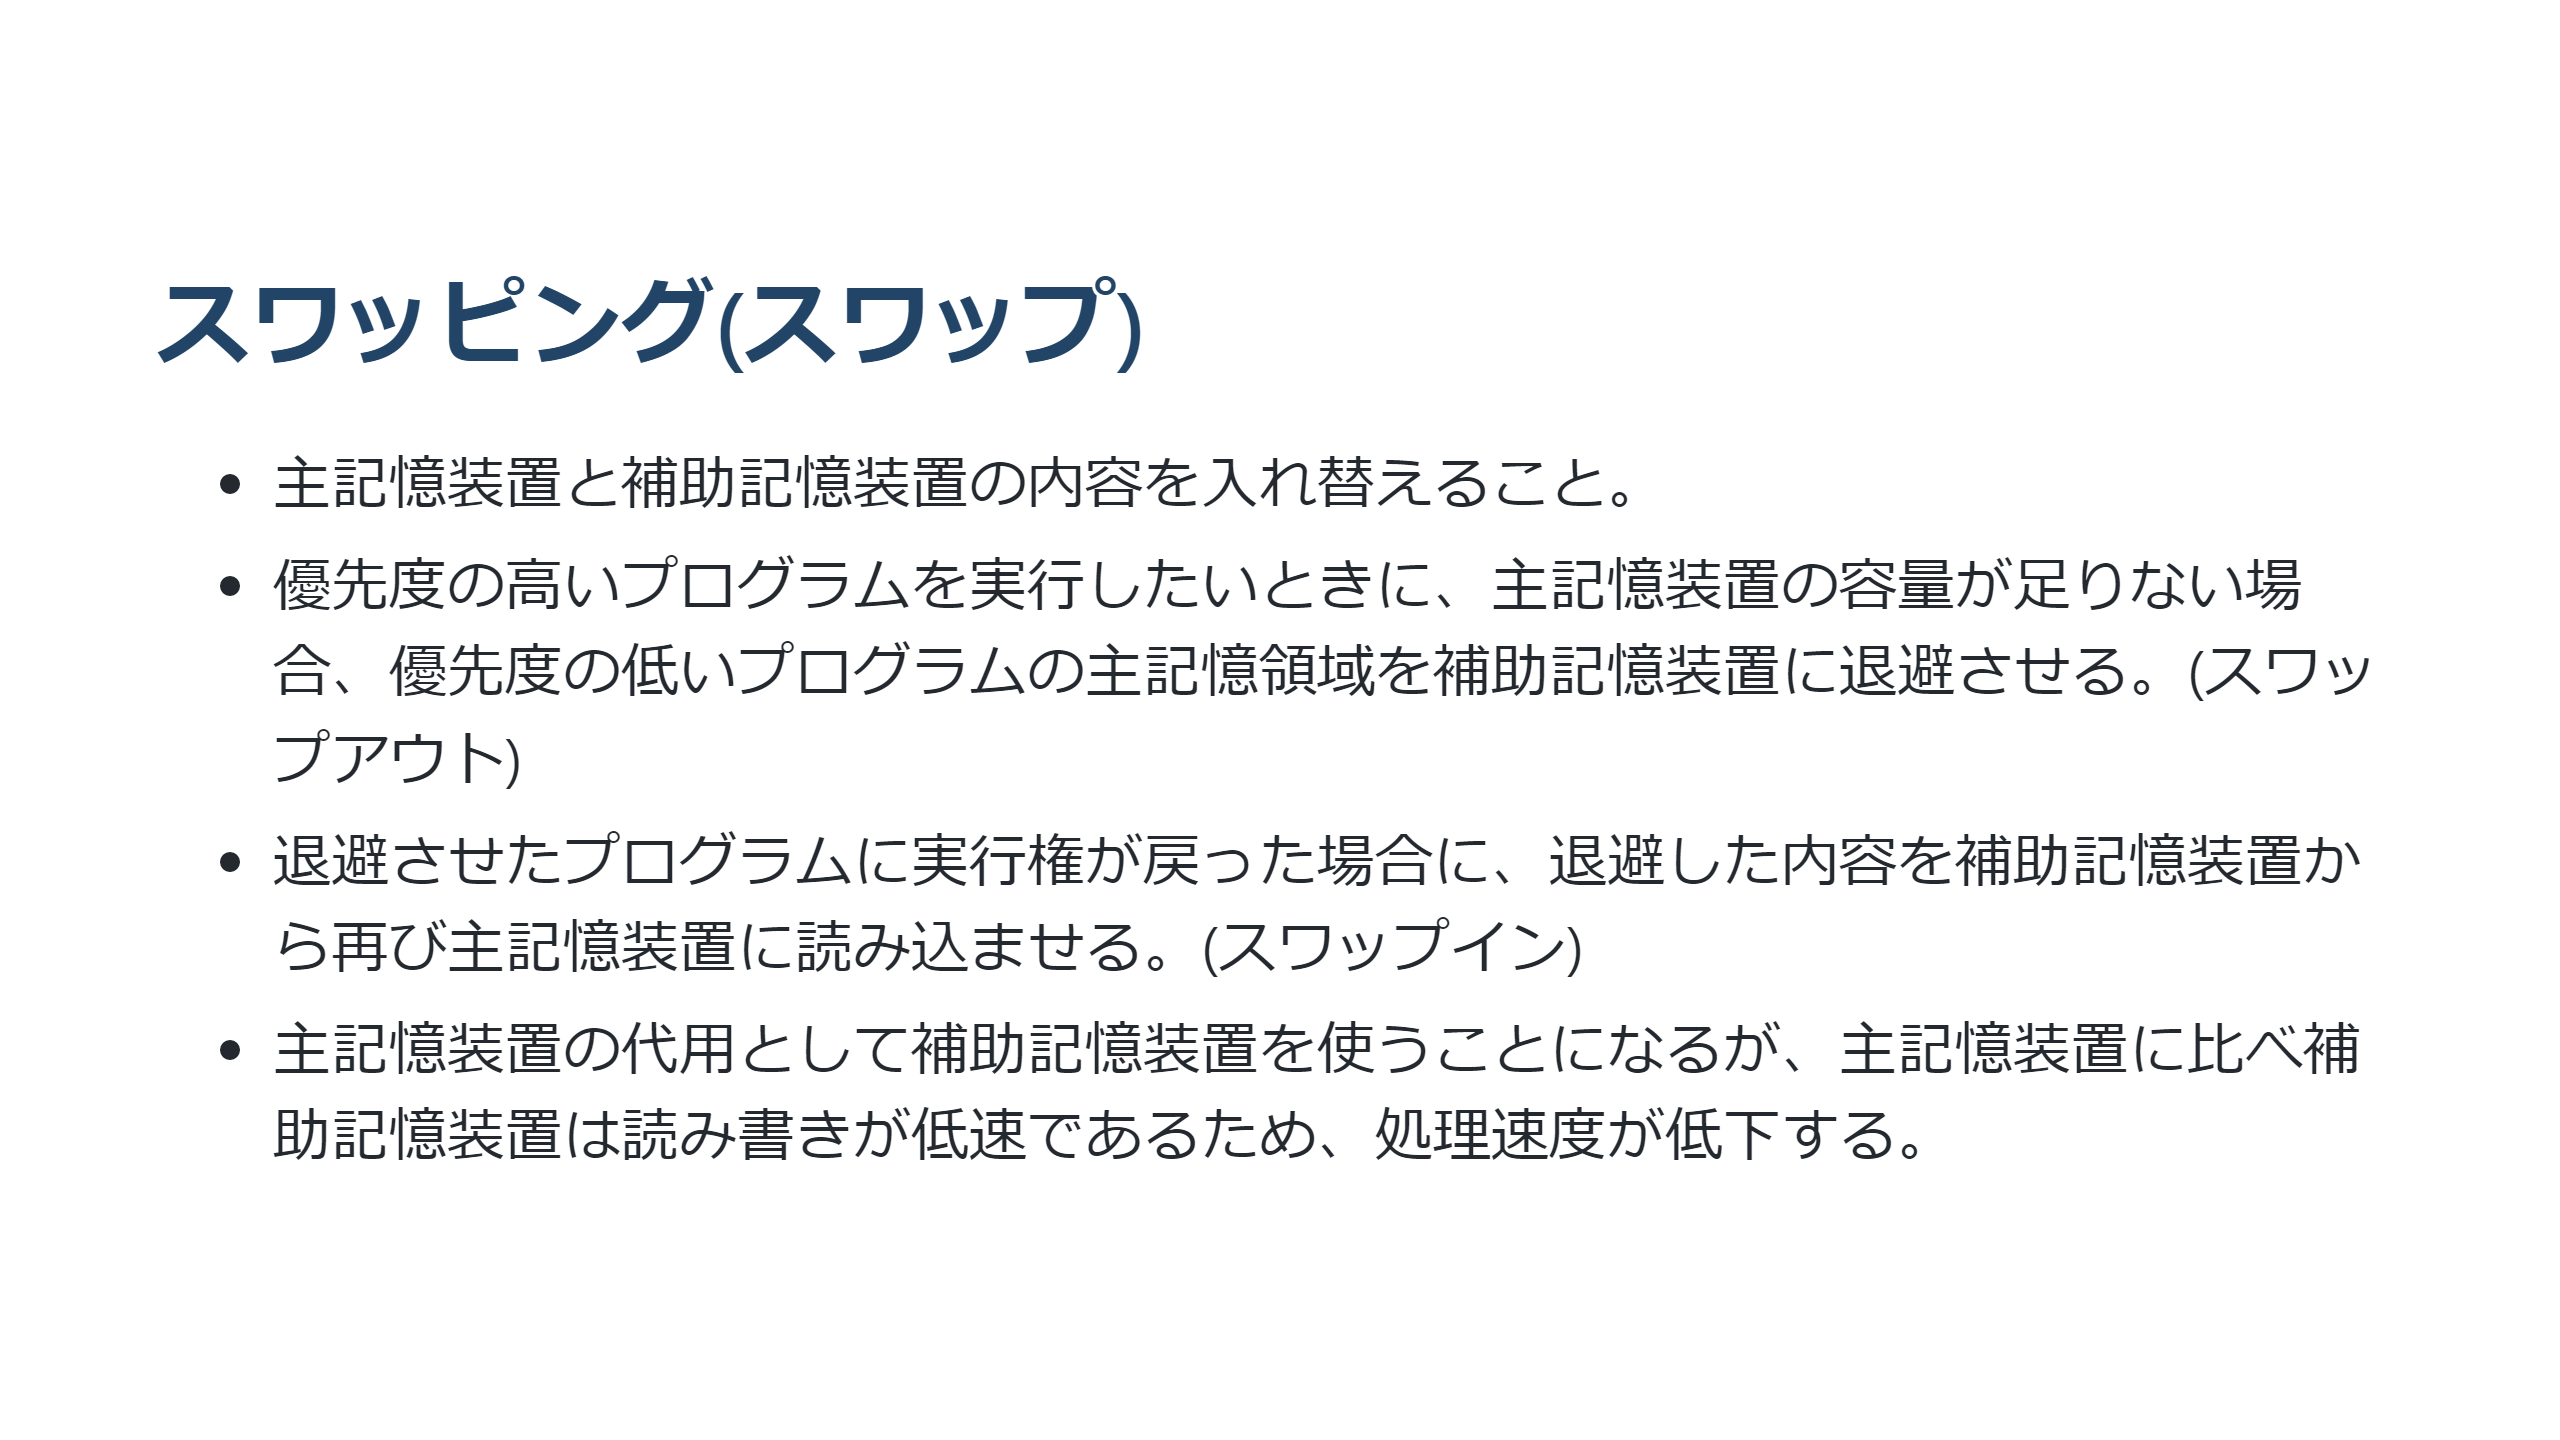 スワッピング(スワップ)
• 主記憶装置と補助記憶装置の内容を入れ替えること。
• 優先度の高いプログラムを実行したいときに、主記憶装置の容量が足りない場
合、優先度の低いプログラムの主記憶領域を補助記憶装置に退避させる。(スワッ
プアウト)
• 退避させたプログラムに実行権が戻った場合に、退避した内容を補助記憶装置か
ら再び主記憶装置に読み込ませる。(スワップイン)
• 主記憶装置の代用として補助記憶装置を使うことになるが、主記憶装置に比べ補
助記憶装置は読み書きが低速であるため、処理速度が低下する。